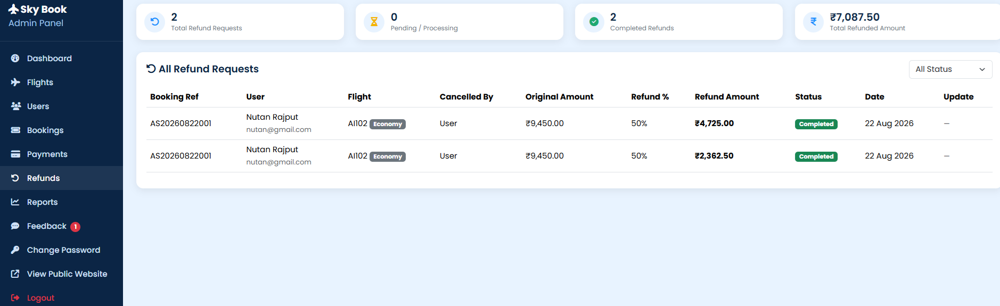 Sky Book
Admin Panel
Dashboard
Flights
Users
Bookings
Payments
Refunds
Reports
Feedback 1
Change Password
View Public Website
Logout
2
Total Refund Requests
0
Pending / Processing
2
Completed Refunds
₹7,087.50
Total Refunded Amount
All Refund Requests
All Status
Booking Ref User Flight Cancelled By Original Amount Refund % Refund Amount Status Date Update
AS20260822001 Nutan Rajput AI102 Economy User ₹9,450.00 50% ₹4,725.00 Completed 22 Aug 2026 —
nutan@gmail.com
AS20260822001 Nutan Rajput AI102 Economy User ₹9,450.00 50% ₹2,362.50 Completed 22 Aug 2026 —
nutan@gmail.com